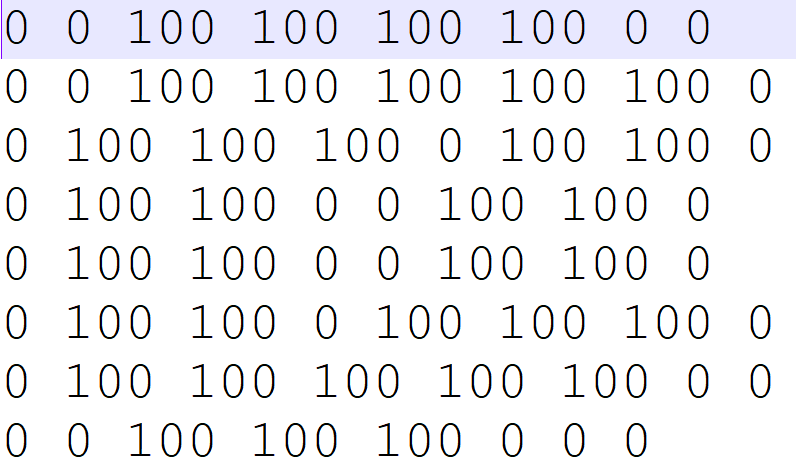 0 0 100 100 100 100 0 0
0 0 100 100 100 100 100 0
0 100 100 100 0 100 100 0
0 100 100 0 0 100 100 0
0 100 100 0 0 100 100 0
0 100 100 0 100 100 100 0
0 100 100 100 100 100 0 0
0 0 100 100 100 0 0 0